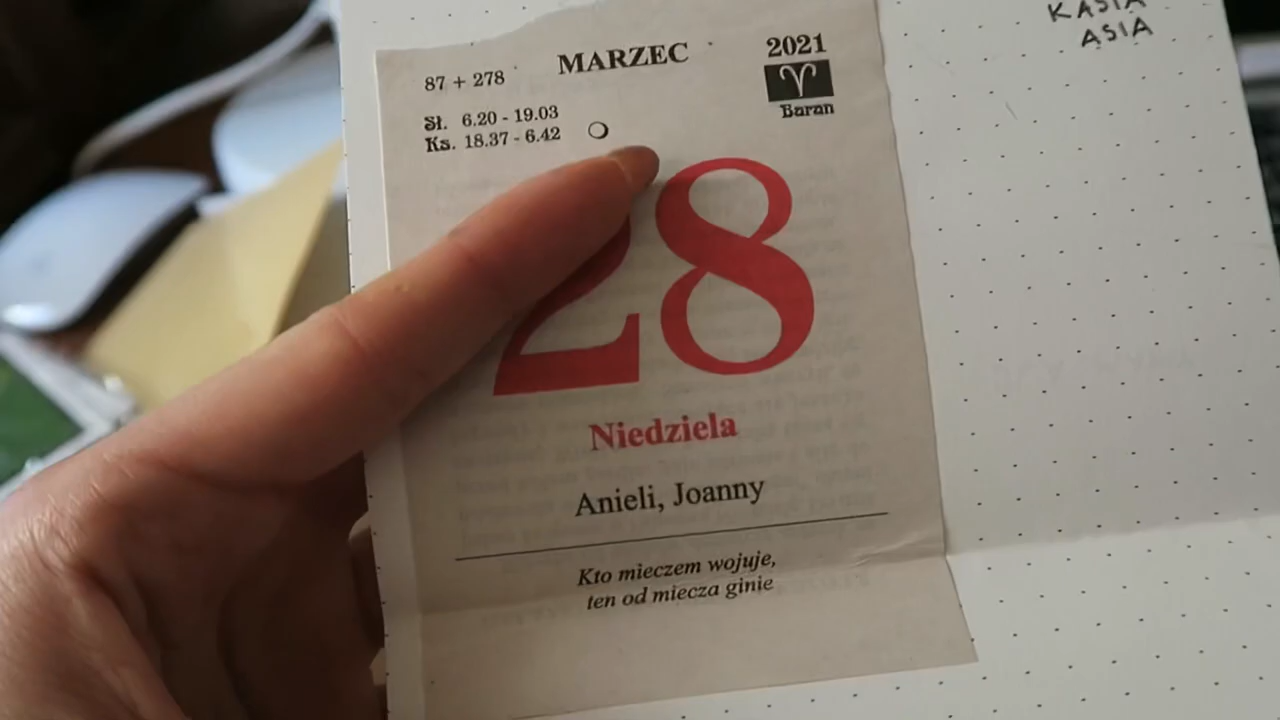 KASIA
ASIA
87 + 278
MARZEC
2021
Baran
Sł. 6.20 - 19.03
Ks. 18.37 - 6.42
28
Niedziela
Anieli, Joanny
Kto mieczem wojuje,
ten od miecza ginie